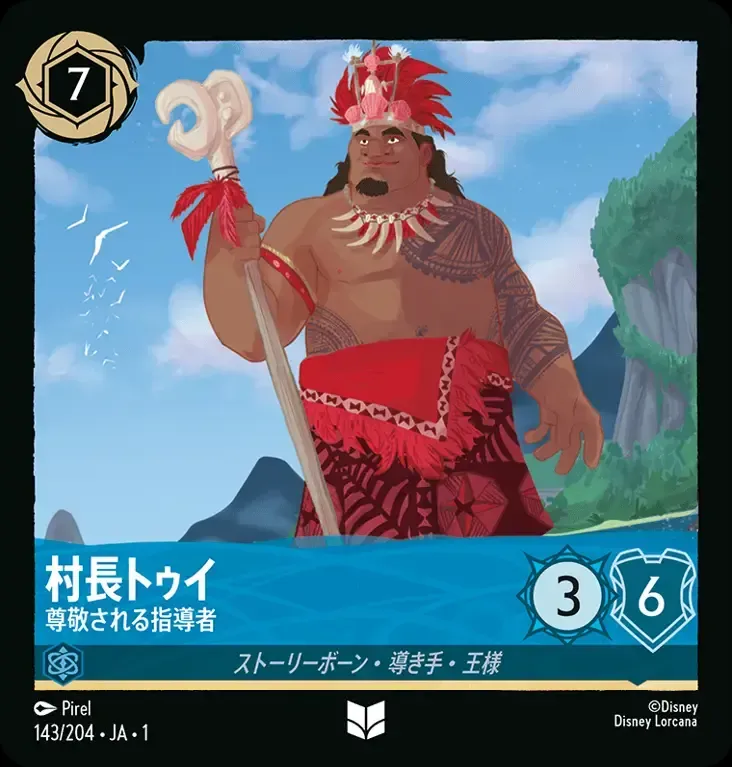 7
村長トゥイ
尊敬される指導者
3
6
ストーリーボーン・導き手・王様
Pirel
143/204・JA・1
©Disney
Disney Lorcana